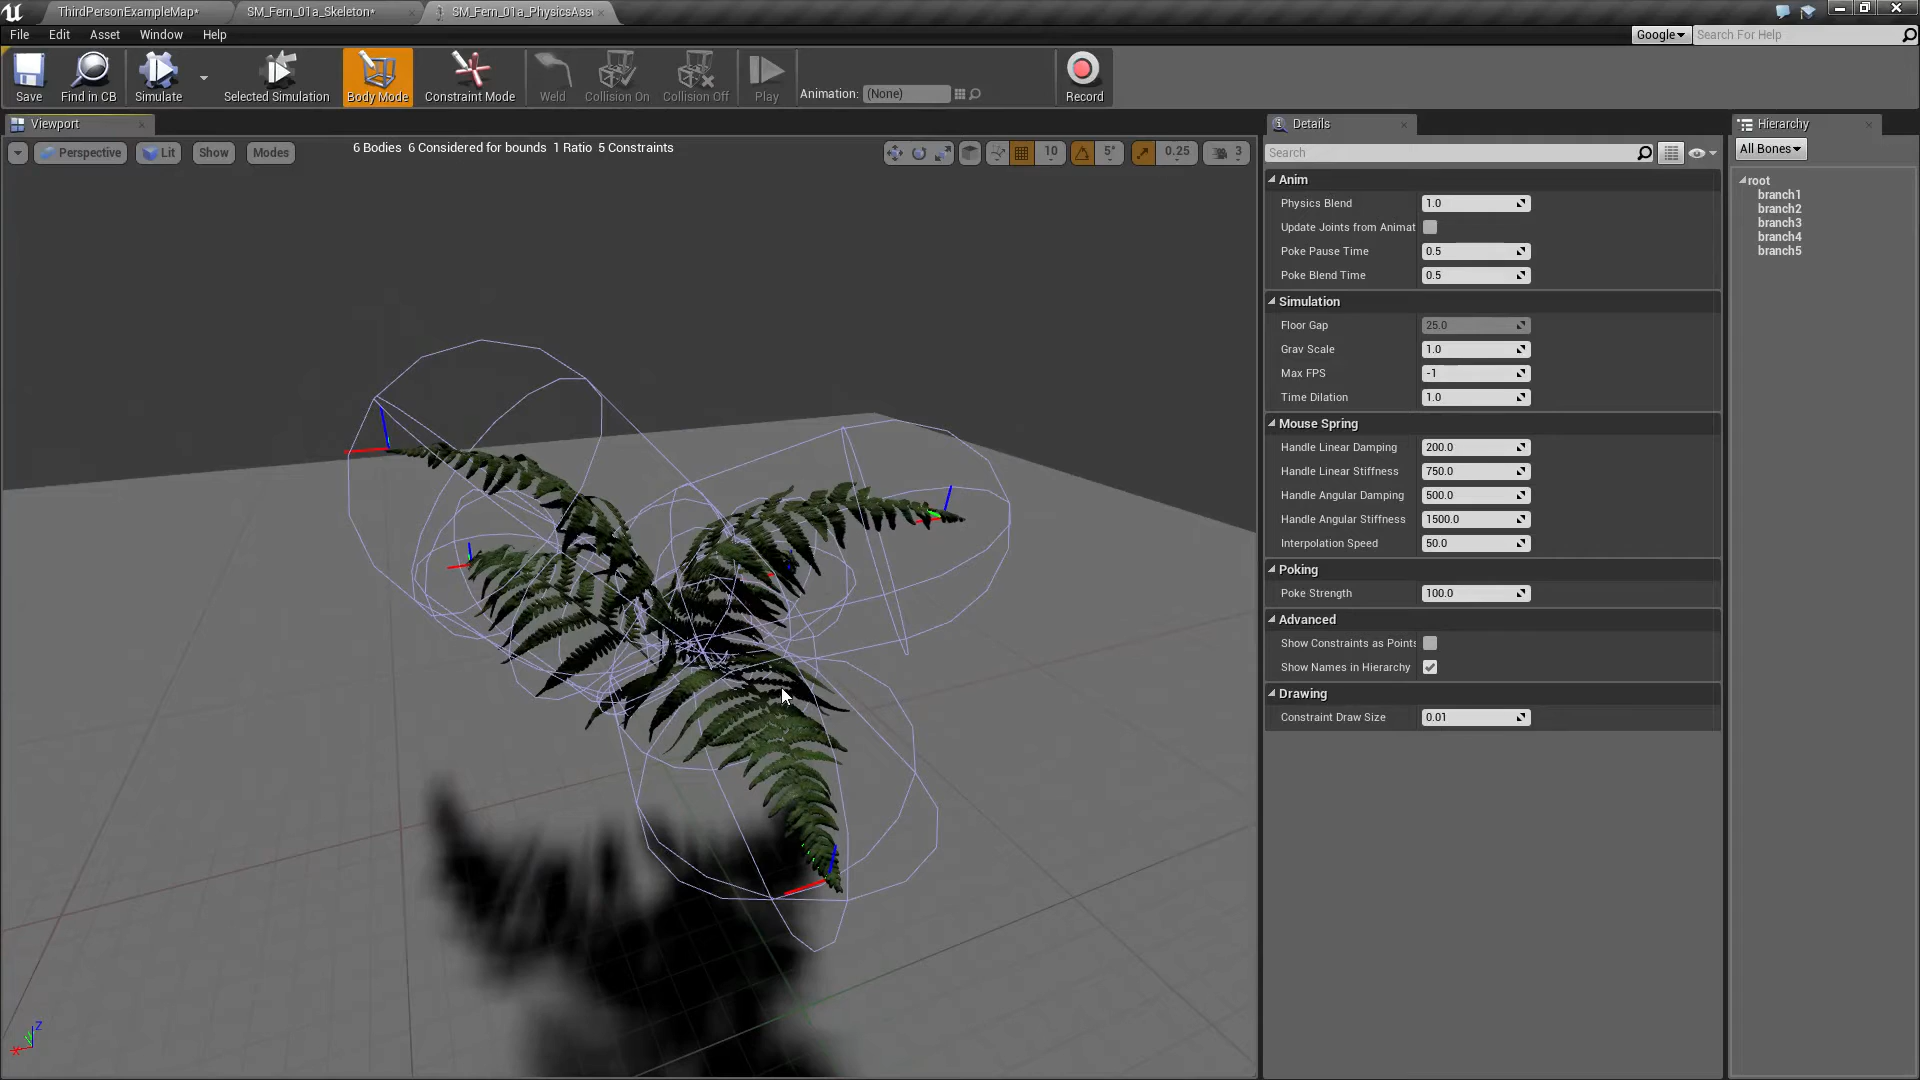 ThirdPersonExampleMap*
SM_Fern_01a_Skeleton*
SM_Fern_01a_PhysicsAss
File Edit Asset Window Help
Google Search For Help
Save Find in CB Simulate Selected Simulation Body Mode Constraint Mode Weld Collision On Collision Off Play Animation: (None) Record
Viewport
Perspective Lit Show Modes
6 Bodies 6 Considered for bounds 1 Ratio 5 Constraints
10 5° 0.25 3
Details
Search
Anim
Physics Blend 1.0
Update Joints from Animat
Poke Pause Time 0.5
Poke Blend Time 0.5
Simulation
Floor Gap 25.0
Grav Scale 1.0
Max FPS -1
Time Dilation 1.0
Mouse Spring
Handle Linear Damping 200.0
Handle Linear Stiffness 750.0
Handle Angular Damping 500.0
Handle Angular Stiffness 1500.0
Interpolation Speed 50.0
Poking
Poke Strength 100.0
Advanced
Show Constraints as Points
Show Names in Hierarchy
Drawing
Constraint Draw Size 0.01
Hierarchy
All Bones
root
branch1
branch2
branch3
branch4
branch5
Z
X